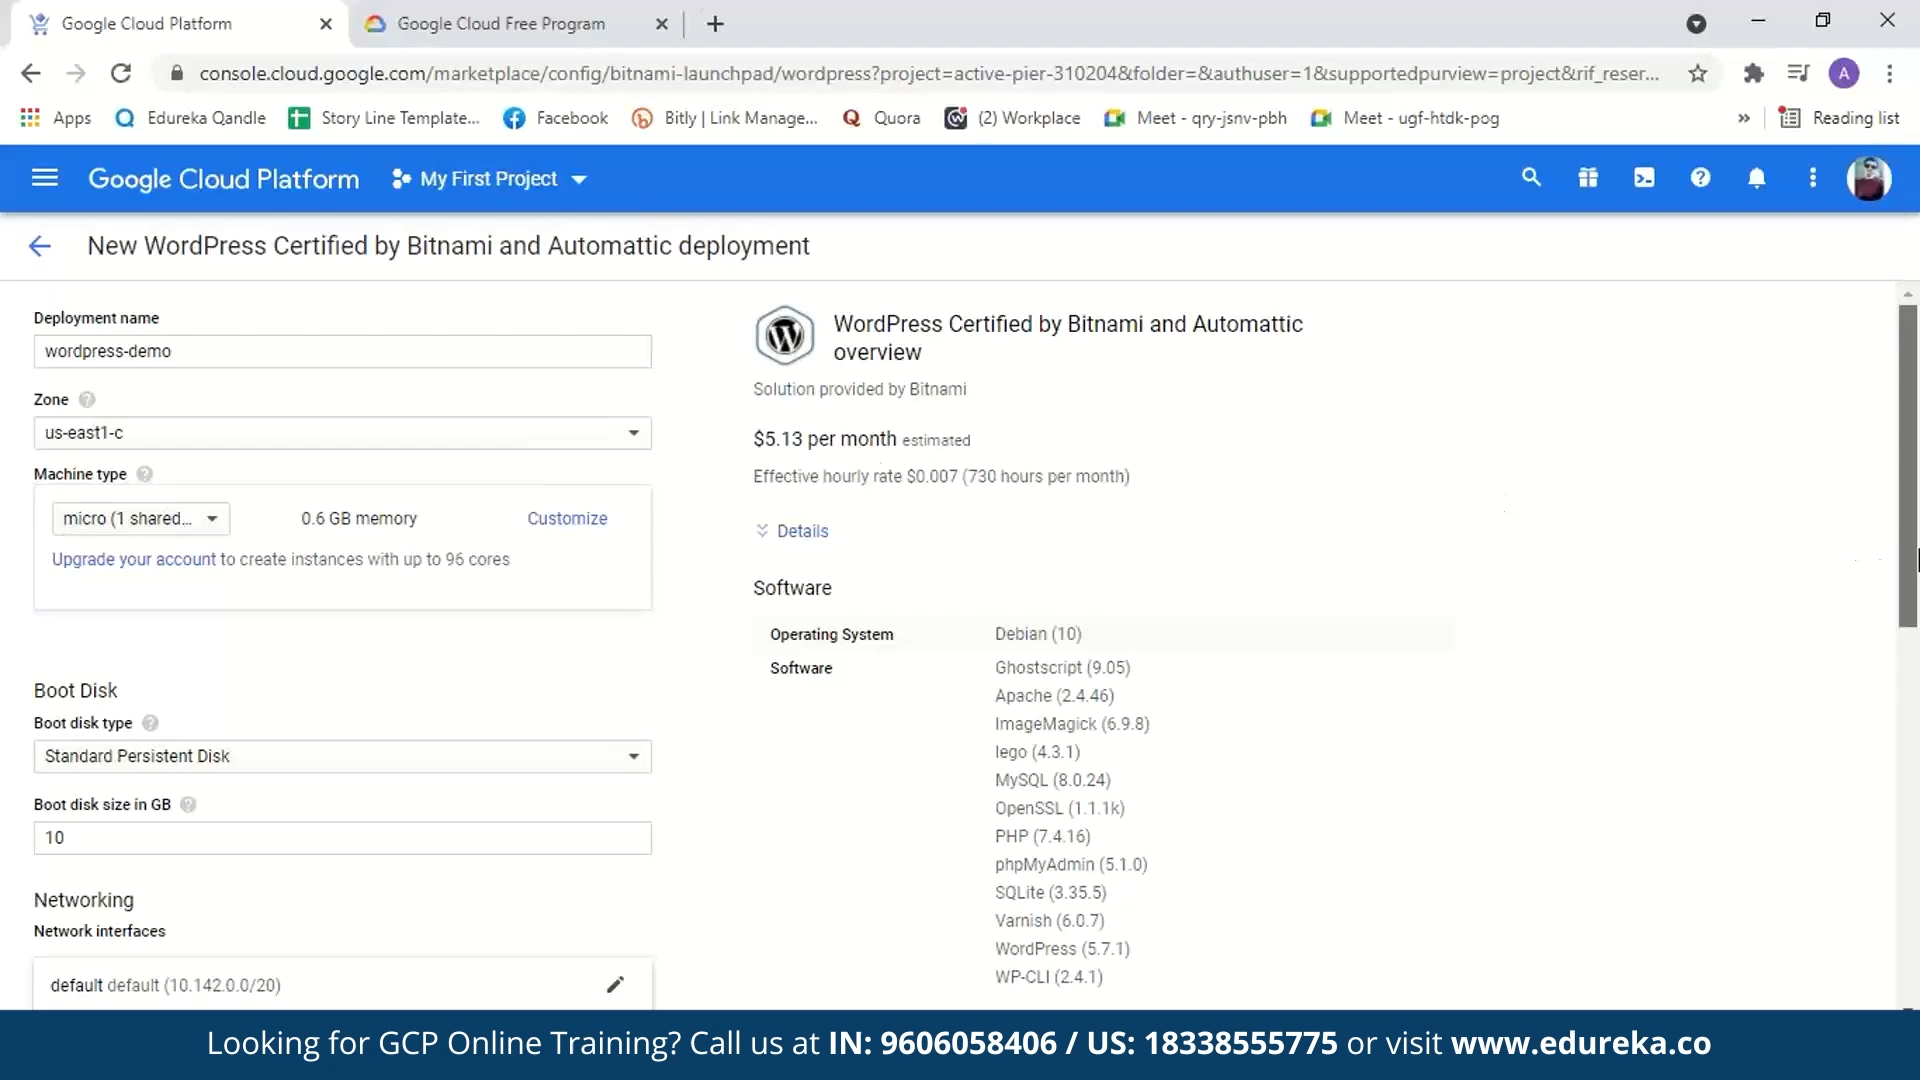 Google Cloud Platform
Google Cloud Free Program
console.cloud.google.com/marketplace/config/bitnami-launchpad/wordpress?project=active-pier-310204&folder=&authuser=1&supportedpurview=project&rif_reser...
A
Apps
Edureka Qandle
Story Line Template...
Facebook
Bitly | Link Manage...
Quora
(2) Workplace
Meet - qry-jsnv-pbh
Meet - ugf-htdk-pog
»
Reading list
Google Cloud Platform
My First Project
New WordPress Certified by Bitnami and Automattic deployment
Deployment name
wordpress-demo
Zone
us-east1-c
Machine type
micro (1 shared...
0.6 GB memory
Customize
Upgrade your account to create instances with up to 96 cores
Boot Disk
Boot disk type
Standard Persistent Disk
Boot disk size in GB
10
Networking
Network interfaces
default default (10.142.0.0/20)
WordPress Certified by Bitnami and Automattic
overview
Solution provided by Bitnami
$5.13 per month estimated
Effective hourly rate $0.007 (730 hours per month)
Details
Software
Operating System Debian (10)
Software Ghostscript (9.05)
Apache (2.4.46)
ImageMagick (6.9.8)
lego (4.3.1)
MySQL (8.0.24)
OpenSSL (1.1.1k)
PHP (7.4.16)
phpMyAdmin (5.1.0)
SQLite (3.35.5)
Varnish (6.0.7)
WordPress (5.7.1)
WP-CLI (2.4.1)
Looking for GCP Online Training? Call us at IN: 9606058406 / US: 18338555775 or visit www.edureka.co